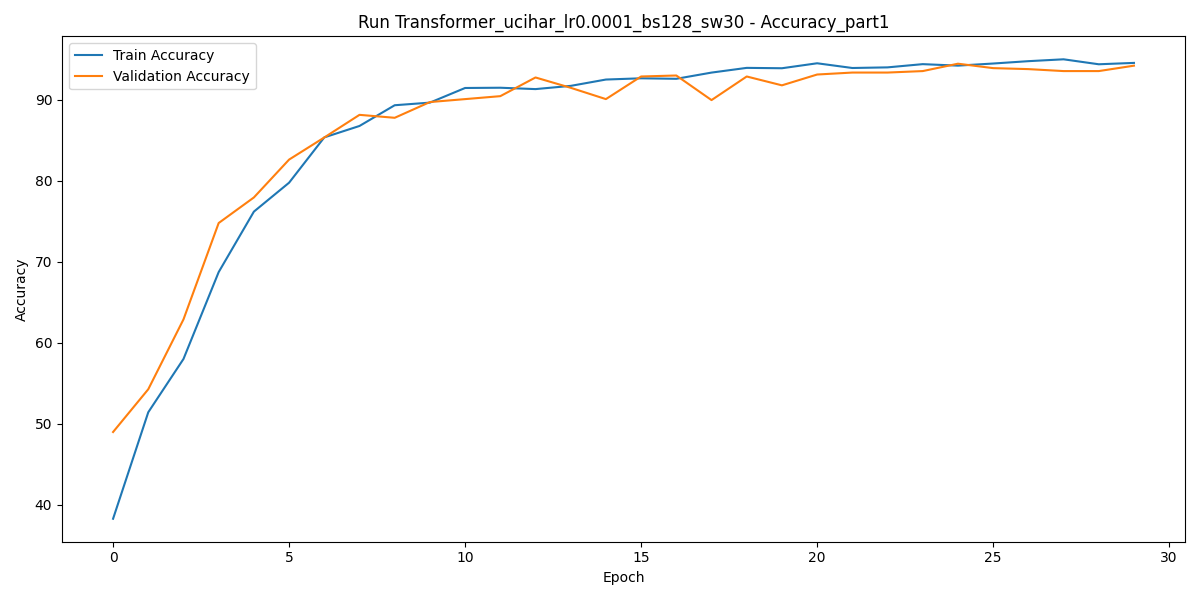 Run Transformer_ucihar_lr0.0001_bs128_sw30 - Accuracy_part1
Train Accuracy
Validation Accuracy
90
80
70
60
50
40
Accuracy
0 5 10 15 20 25 30
Epoch